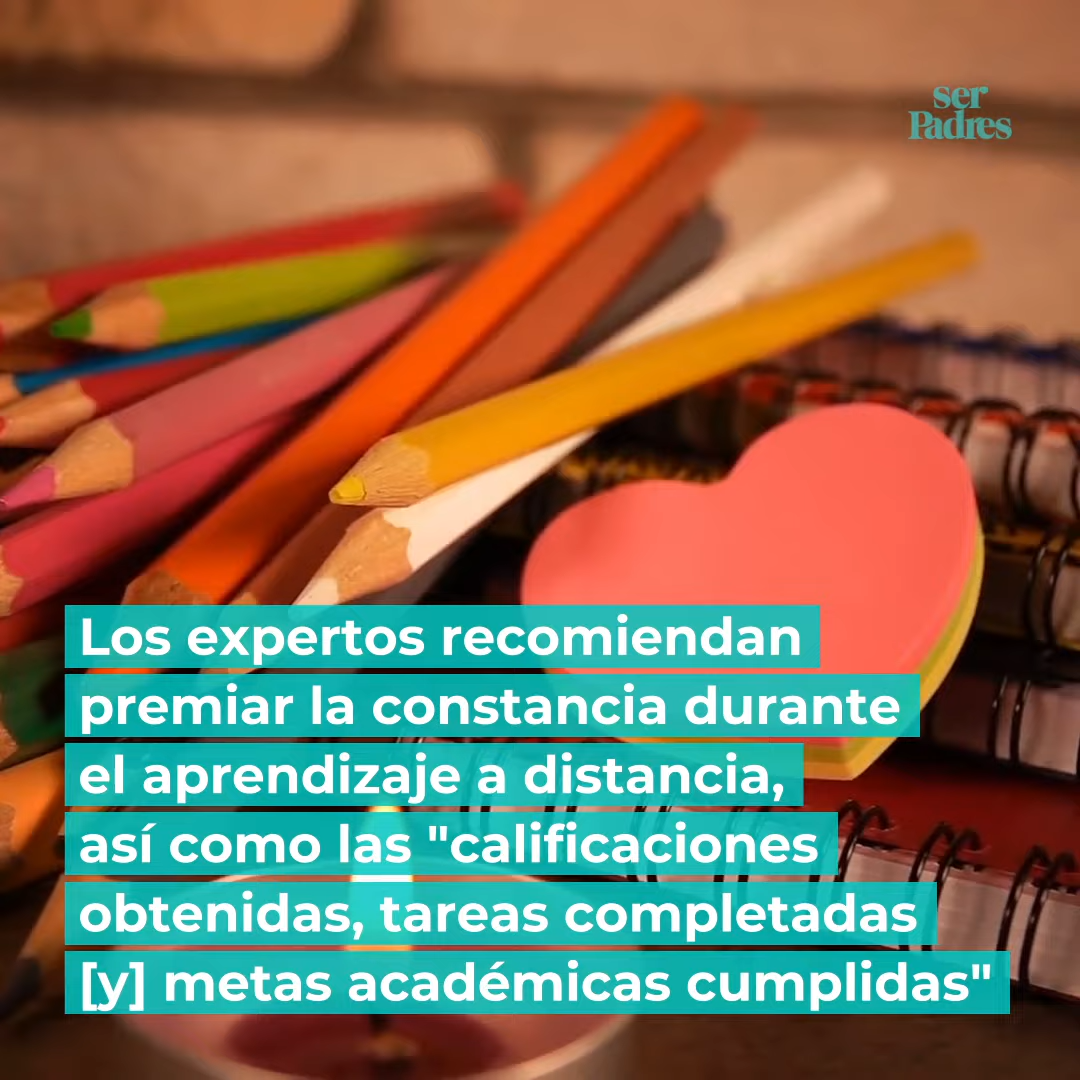 ser
Padres
Los expertos recomiendan
premiar la constancia durante
el aprendizaje a distancia,
así como las "calificaciones
obtenidas, tareas completadas
[y] metas académicas cumplidas"